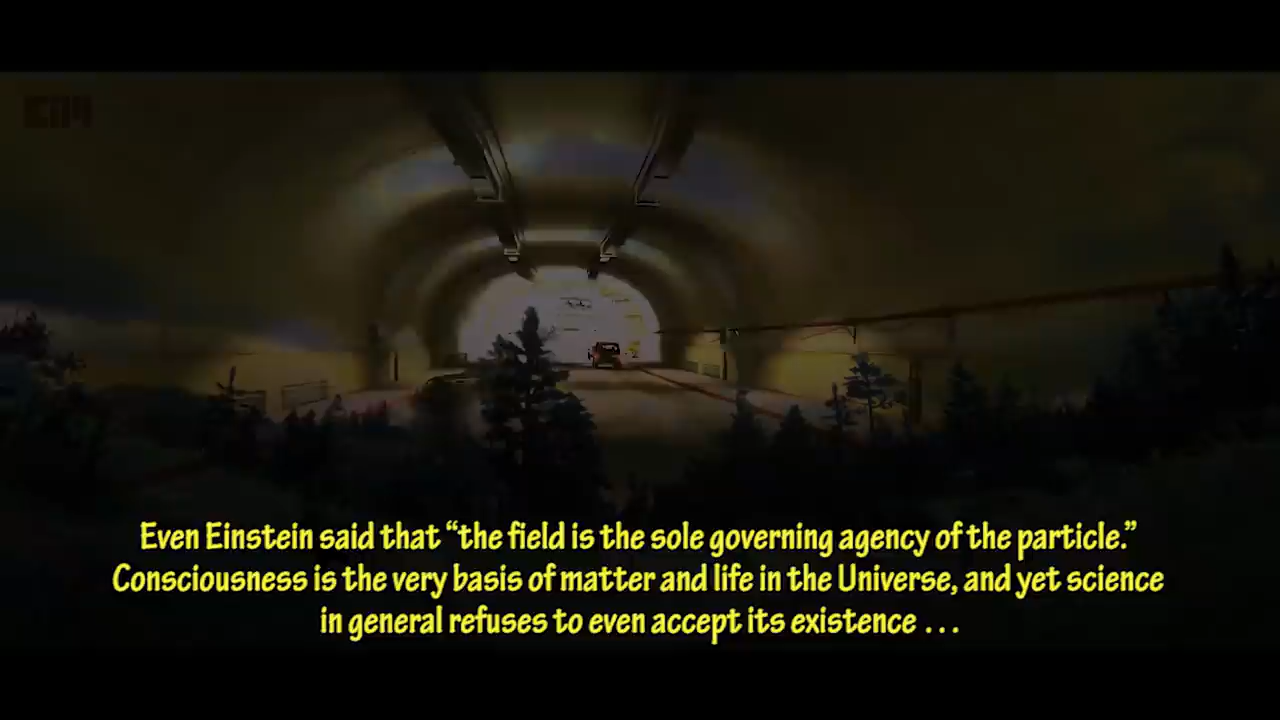 Even Einstein said that “the field is the sole governing agency of the particle.”
Consciousness is the very basis of matter and life in the Universe, and yet science
in general refuses to even accept its existence . . .